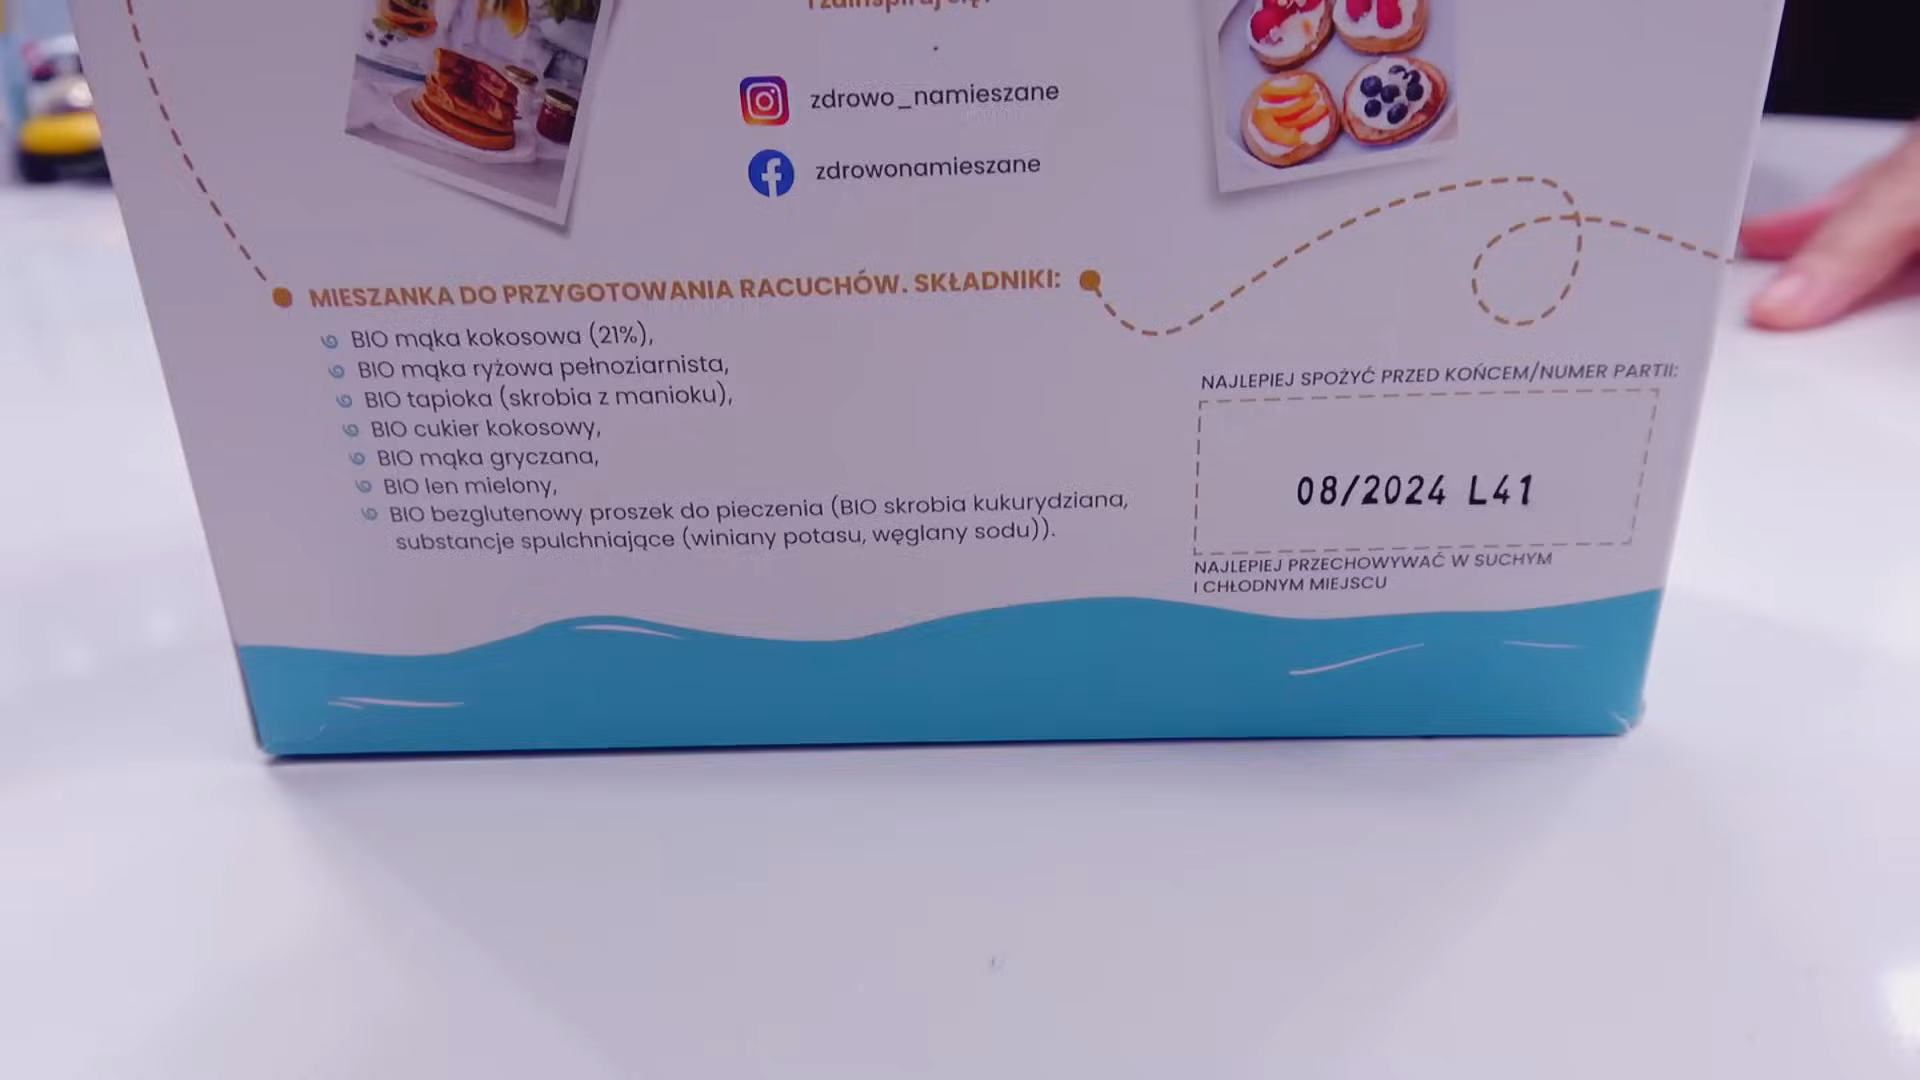 i zainspiruj się!
zdrowo_namieszane
zdrowonamieszane
MIESZANKA DO PRZYGOTOWANIA RACUCHÓW. SKŁADNIKI:
BIO mąka kokosowa (21%),
BIO mąka ryżowa pełnoziarnista,
BIO tapioka (skrobia z manioku),
BIO cukier kokosowy,
BIO mąka gryczana,
BIO len mielony,
BIO bezglutenowy proszek do pieczenia (BIO skrobia kukurydziana,
substancje spulchniające (winiany potasu, węglany sodu)).
NAJLEPIEJ SPOŻYĆ PRZED KOŃCEM/NUMER PARTII:
08/2024 L41
NAJLEPIEJ PRZECHOWYWAĆ W SUCHYM
I CHŁODNYM MIEJSCU